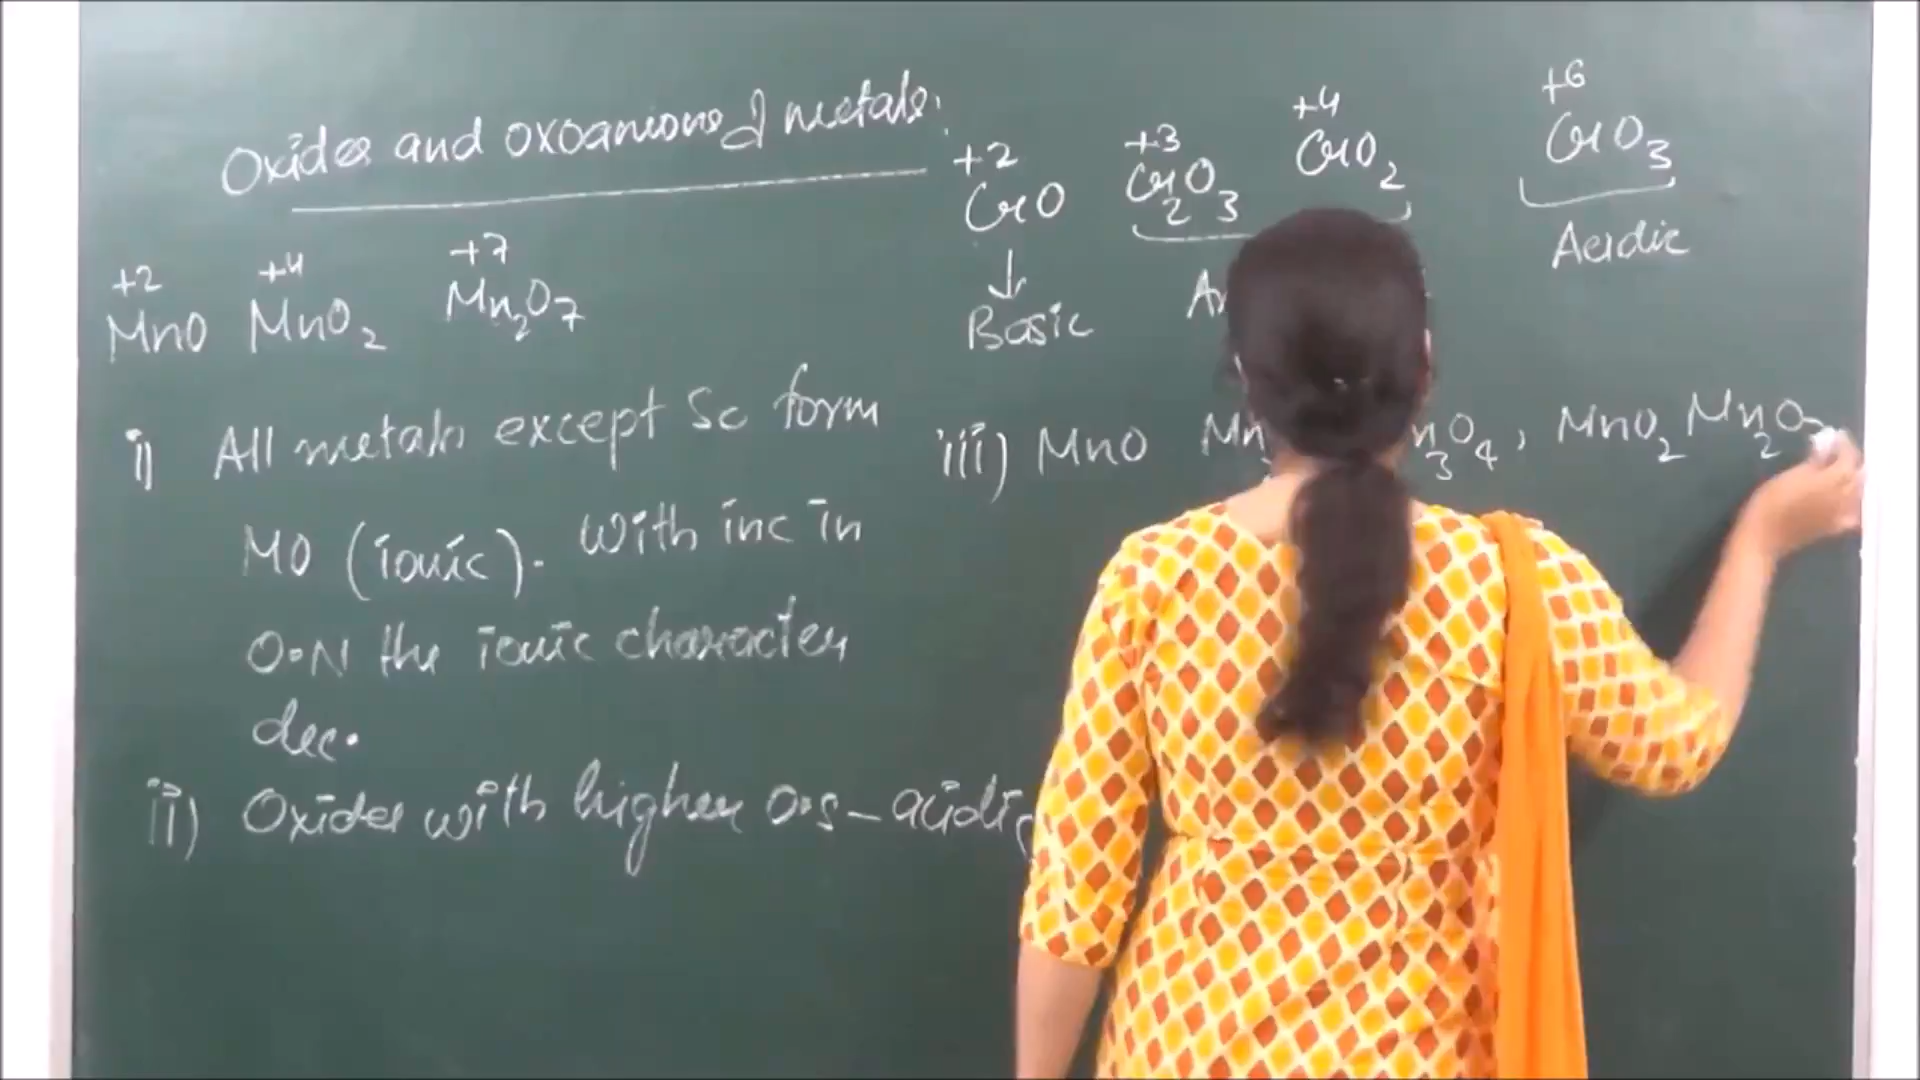 Oxides and oxoanions of metals.
+2 +4 +7
MnO MnO2 Mn2O7
i) All metals except Sc form
MO (ionic). With inc in
O.N the ionic character
dec.
ii) Oxides with higher O.S - acidic
+2 +3 +4 +6
CrO Cr2O3 CrO2 CrO3
Basic Acidic
iii) MnO MnO2 Mn2O7